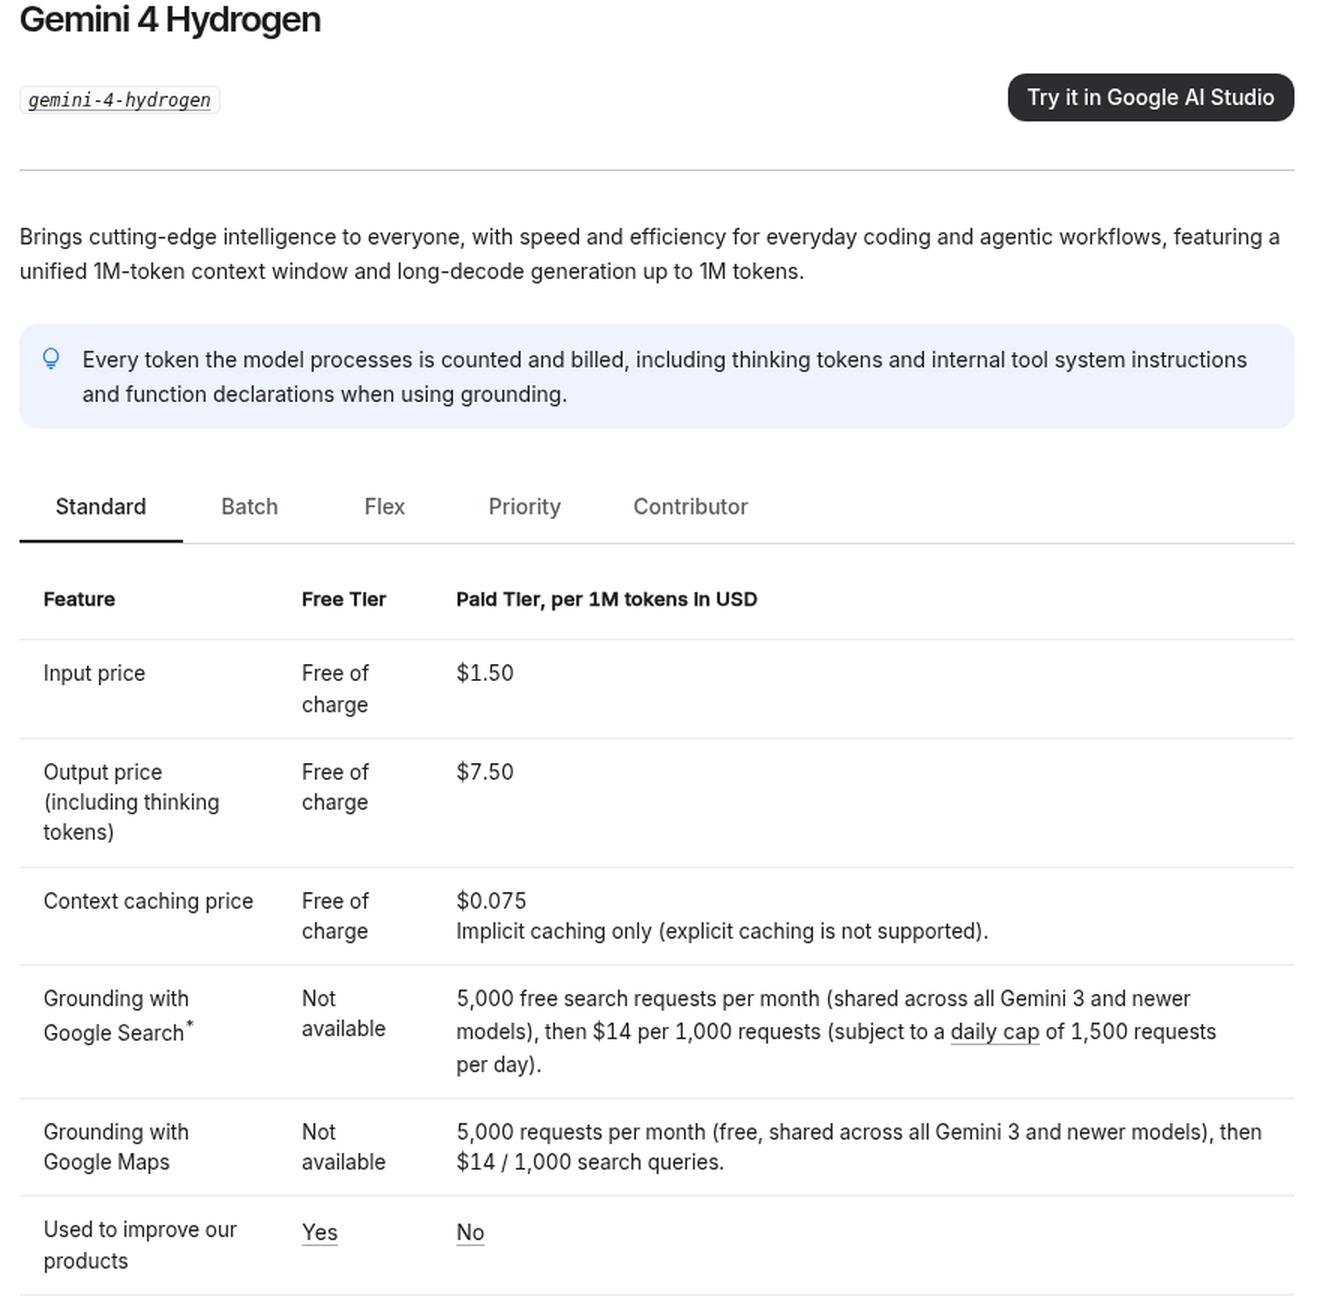 Gemini 4 Hydrogen
gemini-4-hydrogen
Try it in Google AI Studio
Brings cutting-edge intelligence to everyone, with speed and efficiency for everyday coding and agentic workflows, featuring a
unified 1M-token context window and long-decode generation up to 1M tokens.
Every token the model processes is counted and billed, including thinking tokens and internal tool system instructions
and function declarations when using grounding.
Standard Batch Flex Priority Contributor
Feature Free Tier Paid Tier, per 1M tokens in USD
Input price Free of $1.50
charge
Output price Free of $7.50
(including thinking charge
tokens)
Context caching price Free of $0.075
charge Implicit caching only (explicit caching is not supported).
Grounding with Not 5,000 free search requests per month (shared across all Gemini 3 and newer
Google Search* available models), then $14 per 1,000 requests (subject to a daily cap of 1,500 requests
per day).
Grounding with Not 5,000 requests per month (free, shared across all Gemini 3 and newer models), then
Google Maps available $14 / 1,000 search queries.
Used to improve our Yes No
products